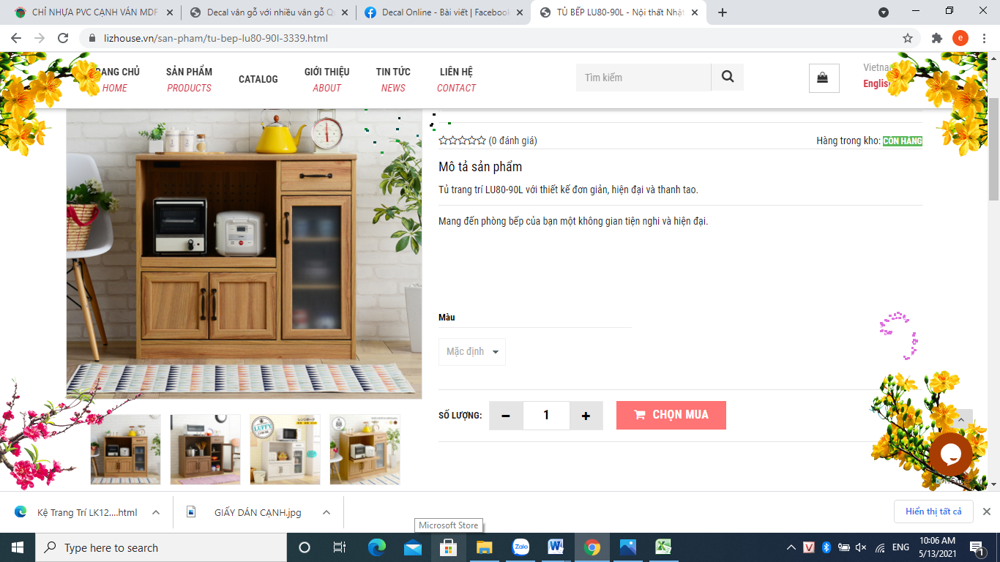 CHỈ NHỰA PVC CẠNH VÁN MDF
Decal vân gỗ với nhiều vân gỗ
Decal Online - Bài viết | Facebook
TỦ BẾP LU80-90L - Nội thất Nhật
lizhouse.vn/san-pham/tu-bep-lu80-90l-3339.html
e
RANG CHỦ
HOME
SẢN PHẨM
PRODUCTS
CATALOG
GIỚI THIỆU
ABOUT
TIN TỨC
NEWS
LIÊN HỆ
CONTACT
Tìm kiếm
Vietna
Englis
(0 đánh giá)
Hàng trong kho: CÒN HÀNG
Mô tả sản phẩm
Tủ trang trí LU80-90L với thiết kế đơn giản, hiện đại và thanh tao.
Mang đến phòng bếp của bạn một không gian tiện nghi và hiện đại.
Màu
Mặc định
SỐ LƯỢNG:
1
CHỌN MUA
LUFFY
88
Kệ Trang Trí LK12....html
GIẤY DÁN CẠNH.jpg
Hiển thị tất cả
Microsoft Store
Type here to search
Zalo
ENG
10:06 AM
5/13/2021
1